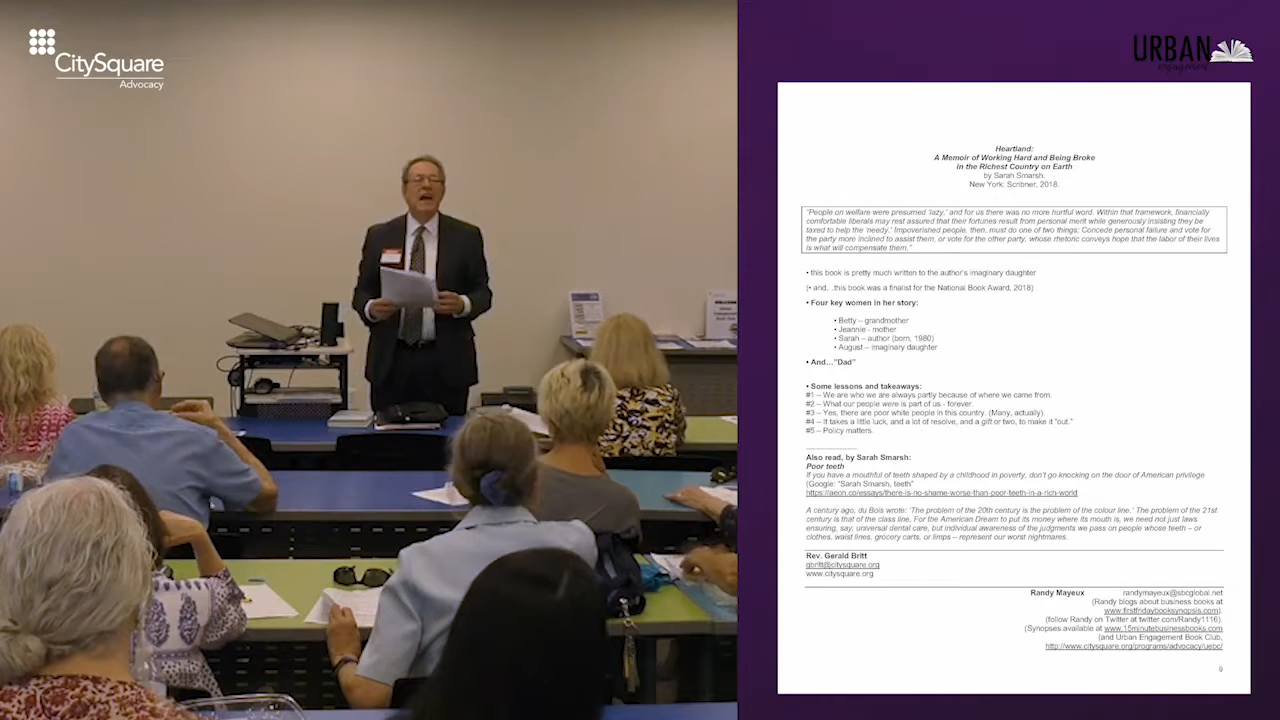 CitySquare
Advocacy
URBAN
engagement
Heartland:
A Memoir of Working Hard and Being Broke
in the Richest Country on Earth
by Sarah Smarsh.
New York: Scribner, 2018.
"People on welfare were presumed 'lazy,' and for us there was no more hurtful word. Within that framework, financially
comfortable liberals may rest assured that their fortunes result from personal merit while generously insisting they be
taxed to help the 'needy.' Impoverished people, then, must do one of two things: Concede personal failure and vote for
the party more inclined to assist them, or vote for the other party, whose rhetoric conveys hope that the labor of their lives
is what will compensate them."
• this book is pretty much written to the author's imaginary daughter
(• and...this book was a finalist for the National Book Award, 2018)
• Four key women in her story:
• Betty – grandmother
• Jeannie - mother
• Sarah – author (born, 1980)
• August – imaginary daughter
• And…"Dad"
• Some lessons and takeaways:
#1 – We are who we are always partly because of where we came from.
#2 – What our people were is part of us - forever.
#3 – Yes, there are poor white people in this country. (Many, actually).
#4 – It takes a little luck, and a lot of resolve, and a gift or two, to make it "out."
#5 – Policy matters.
Also read, by Sarah Smarsh:
Poor teeth
If you have a mouthful of teeth shaped by a childhood in poverty, don't go knocking on the door of American privilege
(Google: "Sarah Smarsh, teeth"
https://aeon.co/essays/there-is-no-shame-worse-than-poor-teeth-in-a-rich-world
A century ago, du Bois wrote: 'The problem of the 20th century is the problem of the colour line.' The problem of the 21st
century is that of the class line. For the American Dream to put its money where its mouth is, we need not just laws
ensuring, say, universal dental care, but individual awareness of the judgments we pass on people whose teeth – or
clothes, waist lines, grocery carts, or limps – represent our worst nightmares.
Rev. Gerald Britt
gbritt@citysquare.org
www.citysquare.org
Randy Mayeux randymayeux@sbcglobal.net
(Randy blogs about business books at
www.firstfridaybooksynopsis.com).
(follow Randy on Twitter at twitter.com/Randy1116).
(Synopses available at www.15minutebusinessbooks.com
(and Urban Engagement Book Club,
http://www.citysquare.org/programs/advocacy/uebc/
9